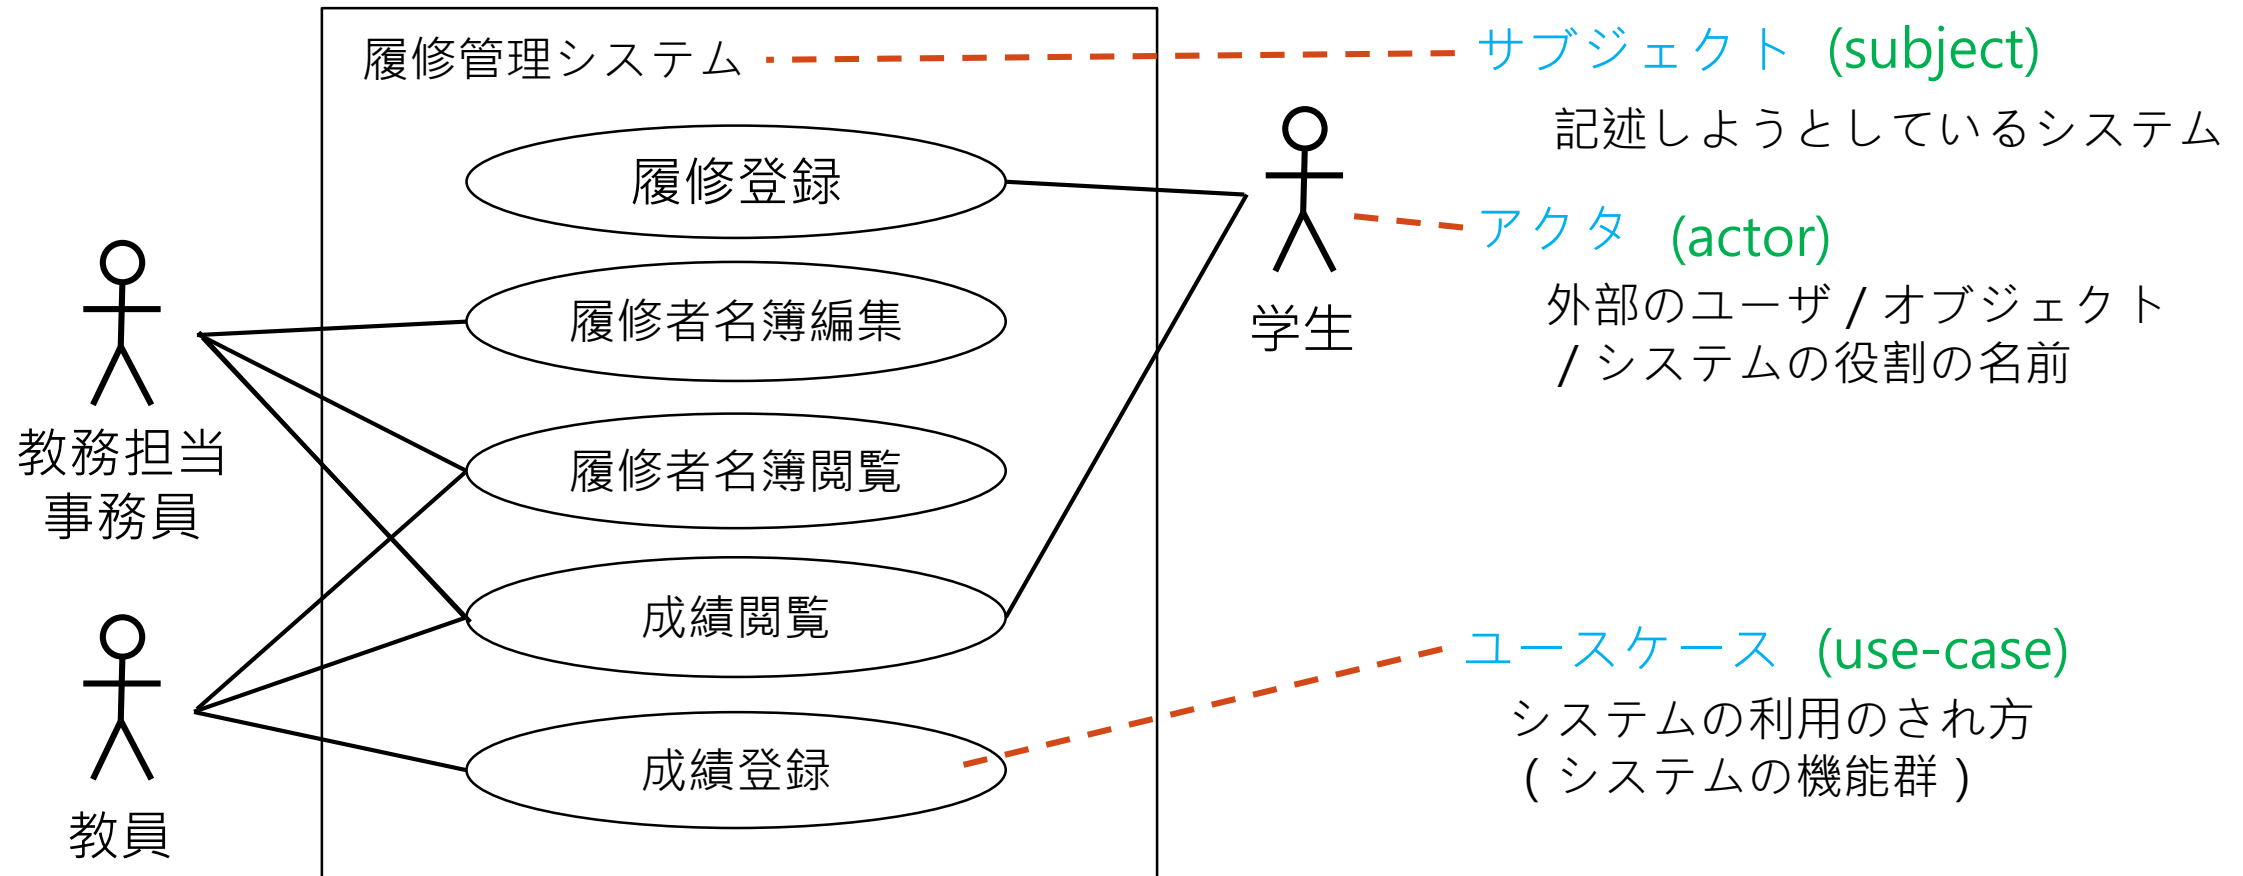 履修管理システム
サブジェクト (subject)
記述しようとしているシステム
履修登録
アクタ (actor)
外部のユーザ / オブジェクト
/ システムの役割の名前
学生
履修者名簿編集
教務担当
事務員
履修者名簿閲覧
成績閲覧
ユースケース (use-case)
システムの利用のされ方
( システムの機能群 )
成績登録
教員